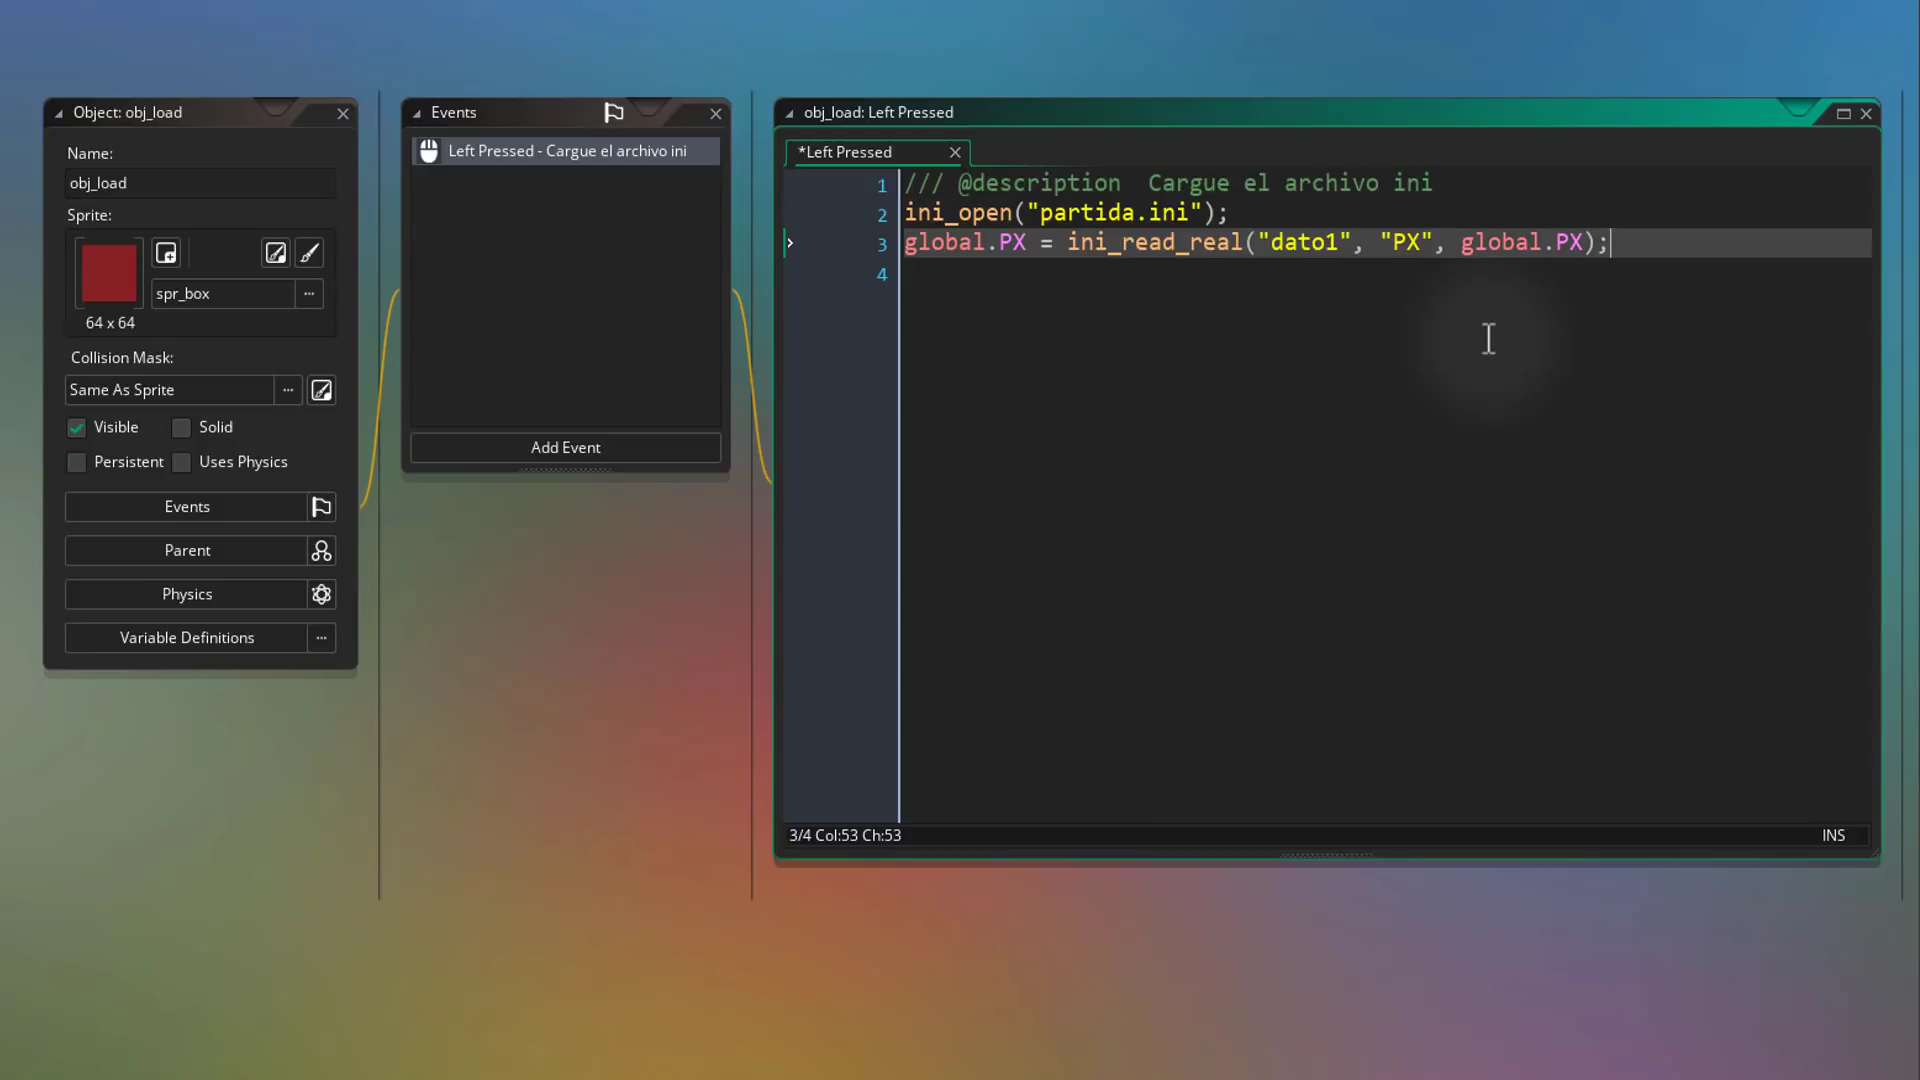 Object: obj_load
Name:
obj_load
Sprite:
spr_box
64 x 64
Collision Mask:
Same As Sprite
Visible
Solid
Persistent
Uses Physics
Events
Parent
Physics
Variable Definitions
Events
Left Pressed - Cargue el archivo ini
Add Event
obj_load: Left Pressed
*Left Pressed
1 /// @description  Cargue el archivo ini
2 ini_open("partida.ini");
3 global.PX = ini_read_real("dato1", "PX", global.PX);
4
3/4 Col:53 Ch:53
INS